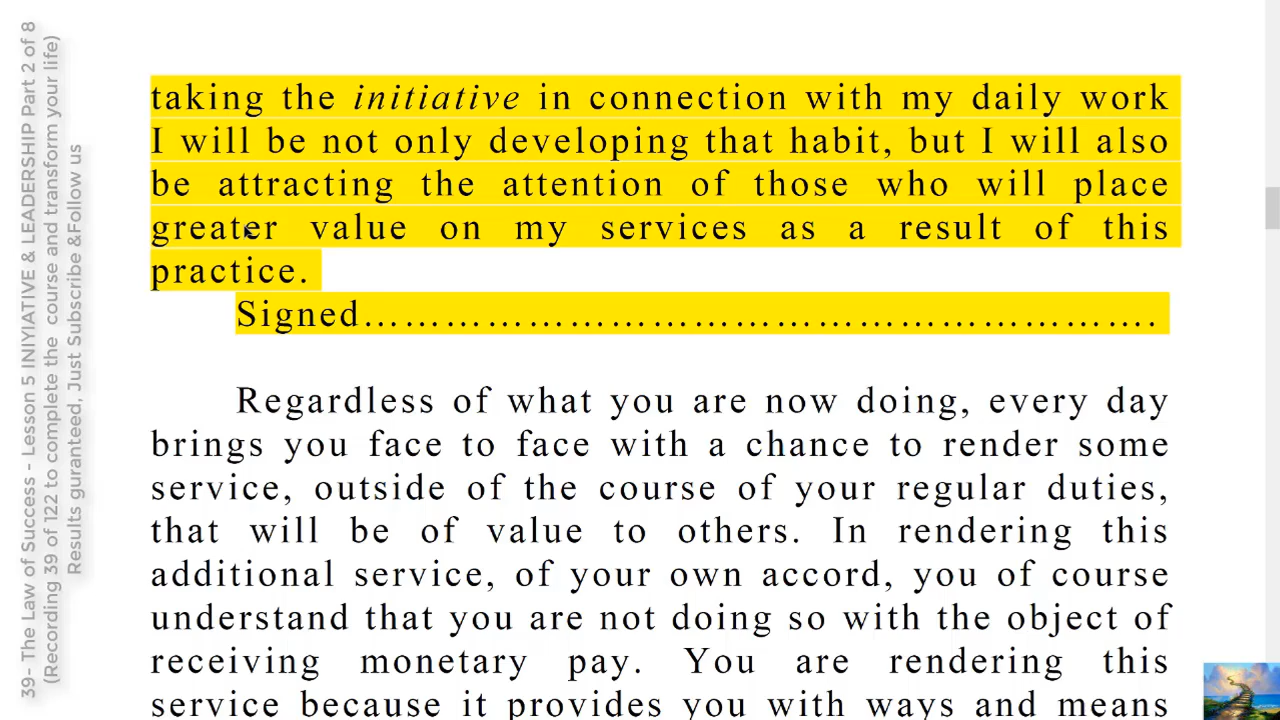 39- The Law of Success - Lesson 5 INIYIATIVE & LEADERSHIP Part 2 of 8
(Recording 39 of 122 to complete the course and transform your life)
Results guranteed, Just Subscribe &Follow us
taking the initiative in connection with my daily work
I will be not only developing that habit, but I will also
be attracting the attention of those who will place
greater value on my services as a result of this
practice.
Signed……………………………………………………….
Regardless of what you are now doing, every day
brings you face to face with a chance to render some
service, outside of the course of your regular duties,
that will be of value to others. In rendering this
additional service, of your own accord, you of course
understand that you are not doing so with the object of
receiving monetary pay. You are rendering this
service because it provides you with ways and means